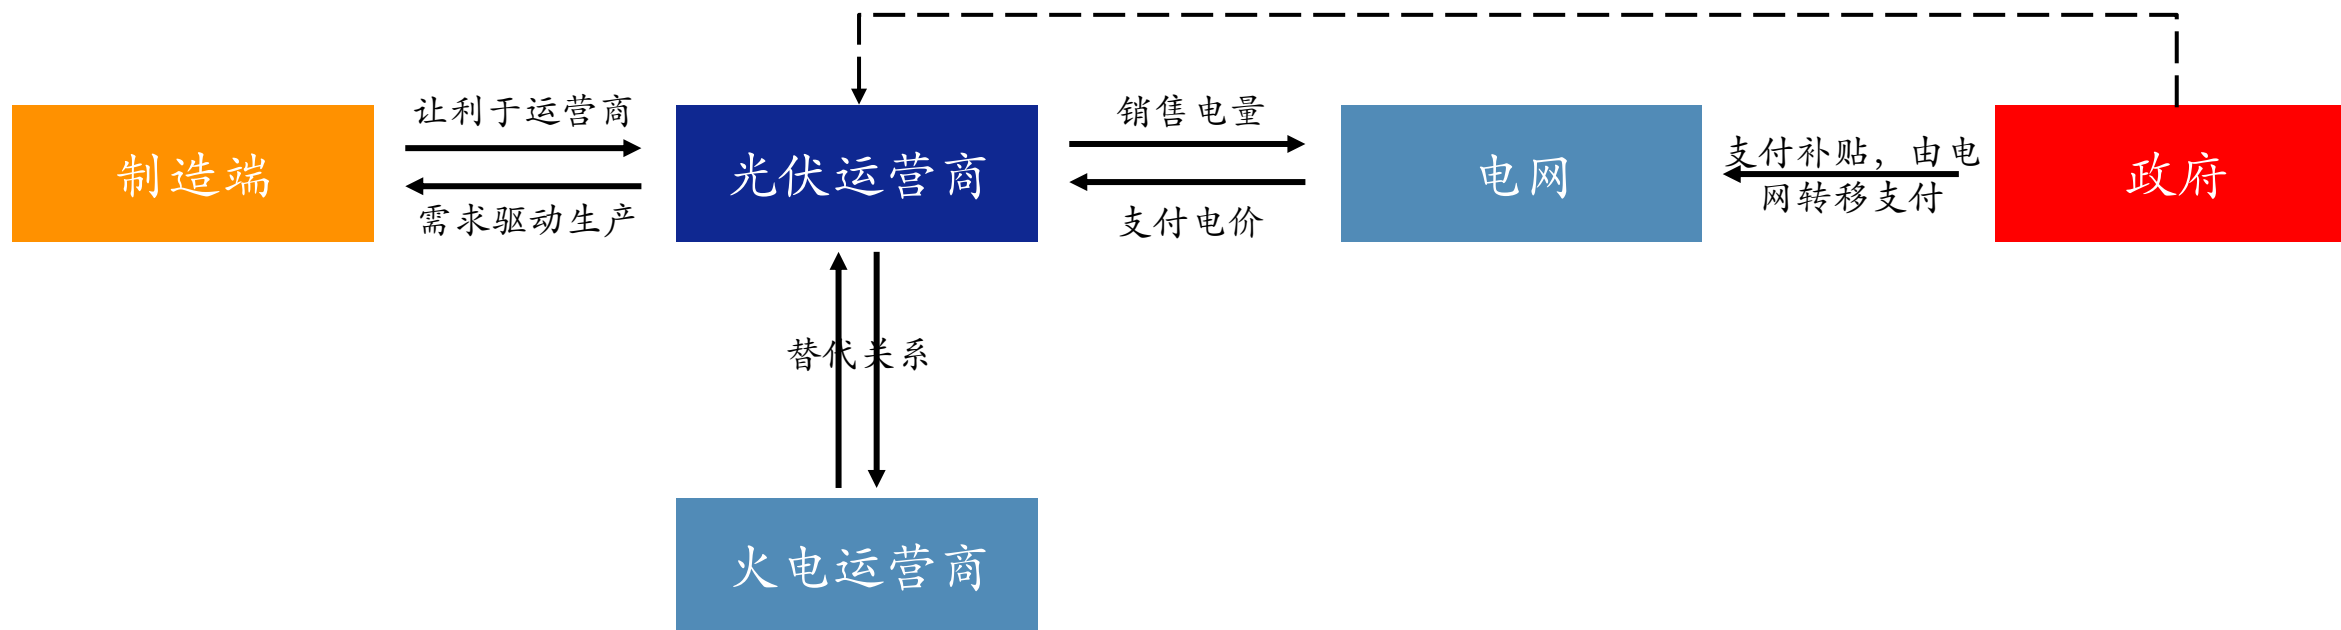 让利于运营商
销售电量
制造端
光伏运营商
电网
支付补贴，由电
网转移支付
政府
需求驱动生产
支付电价
替代关系
火电运营商